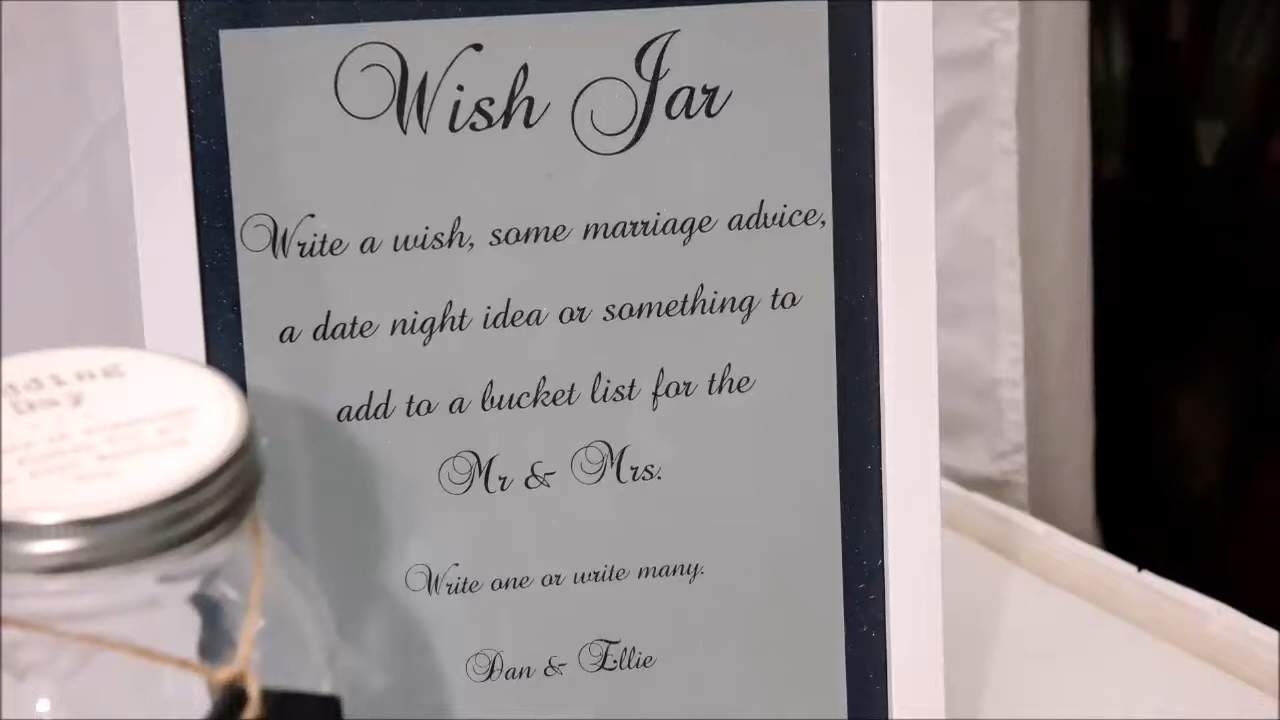 Wish Jar
Write a wish, some marriage advice,
a date night idea or something to
add to a bucket list for the
Mr & Mrs.
Write one or write many.
Dan & Ellie
Day